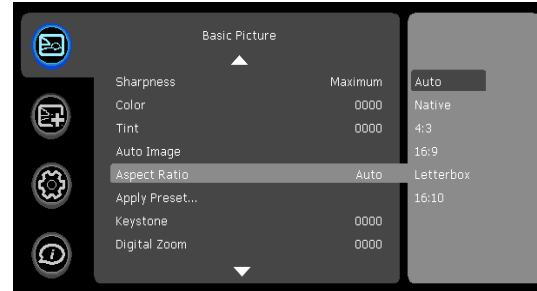 Basic Picture
Sharpness Maximum
Color 0000
Tint 0000
Auto Image
Aspect Ratio Auto
Apply Preset...
Keystone 0000
Digital Zoom 0000
Auto
Native
4:3
16:9
Letterbox
16:10